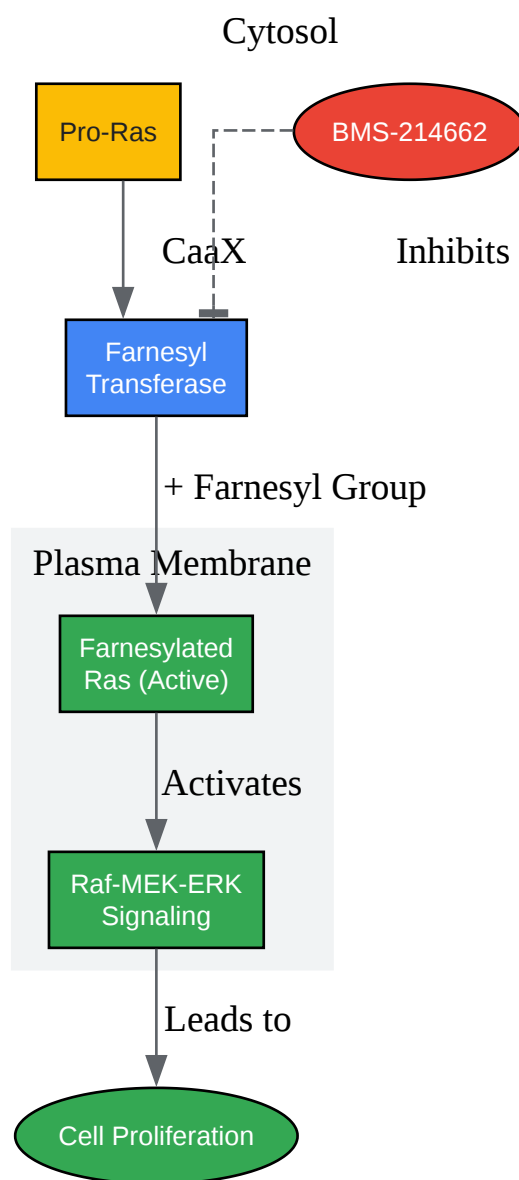 Cytosol
Pro-Ras
BMS-214662
CaaX
Inhibits
Farnesyl
Transferase
+ Farnesyl Group
Plasma Membrane
Farnesylated
Ras (Active)
Activates
Raf-MEK-ERK
Signaling
Leads to
Cell Proliferation